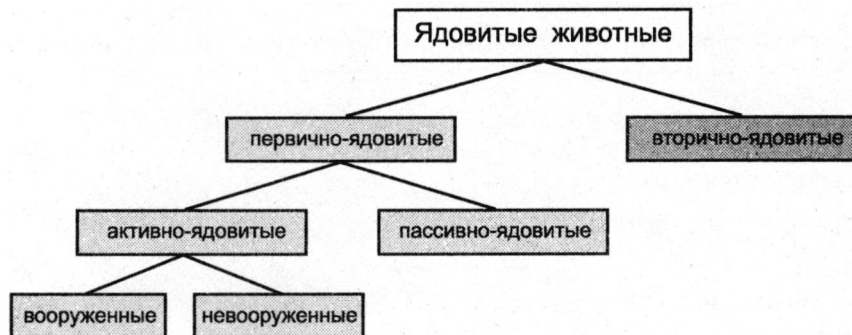 Ядовитые животные
первично-ядовитые
вторично-ядовитые
активно-ядовитые
пассивно-ядовитые
вооруженные
невооруженные